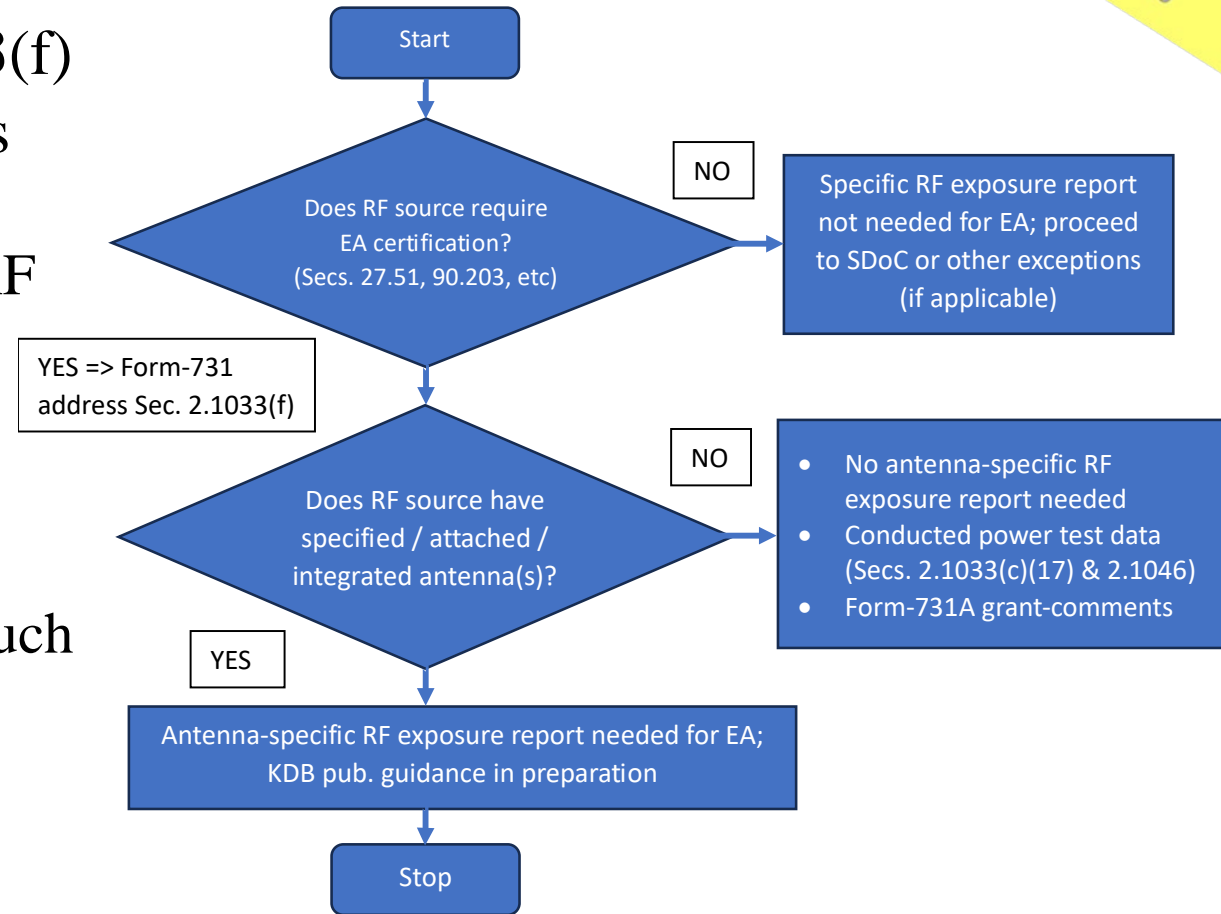 (f)
s
Start
Does RF source require
EA certification?
(Secs. 27.51, 90.203, etc)
NO
Specific RF exposure report
not needed for EA; proceed
to SDoC or other exceptions
(if applicable)
YES => Form-731
address Sec. 2.1033(f)
Does RF source have
specified / attached /
integrated antenna(s)?
NO
• No antenna-specific RF
exposure report needed
• Conducted power test data
(Secs. 2.1033(c)(17) & 2.1046)
• Form-731A grant-comments
YES
Antenna-specific RF exposure report needed for EA;
KDB pub. guidance in preparation
Stop